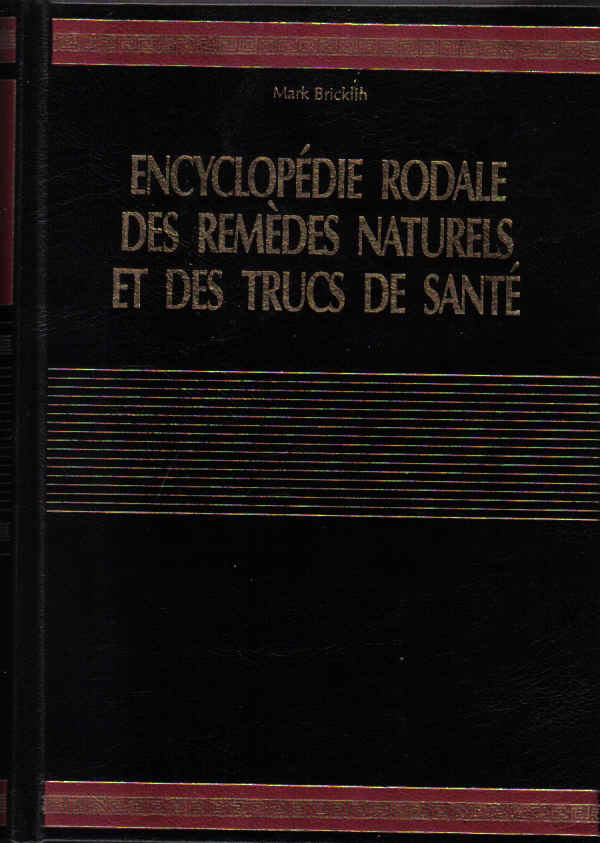 Mark Bricklin
ENCYCLOPÉDIE RODALE
DES REMÈDES NATURELS
ET DES TRUCS DE SANTÉ